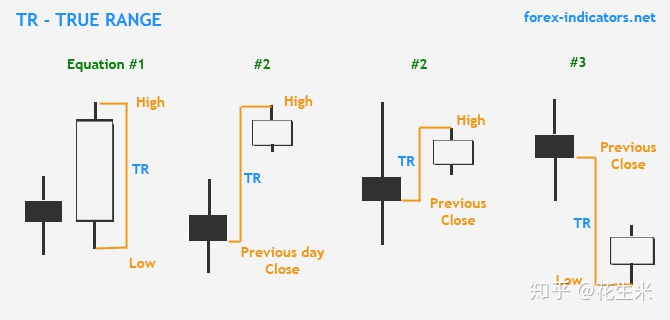 TR - TRUE RANGE
forex-indicators.net
Equation #1
#2
#2
#3
High
TR
Low
High
TR
Previous day
Close
High
TR
Previous
Close
Previous
Close
TR
Low
知乎 @花生米